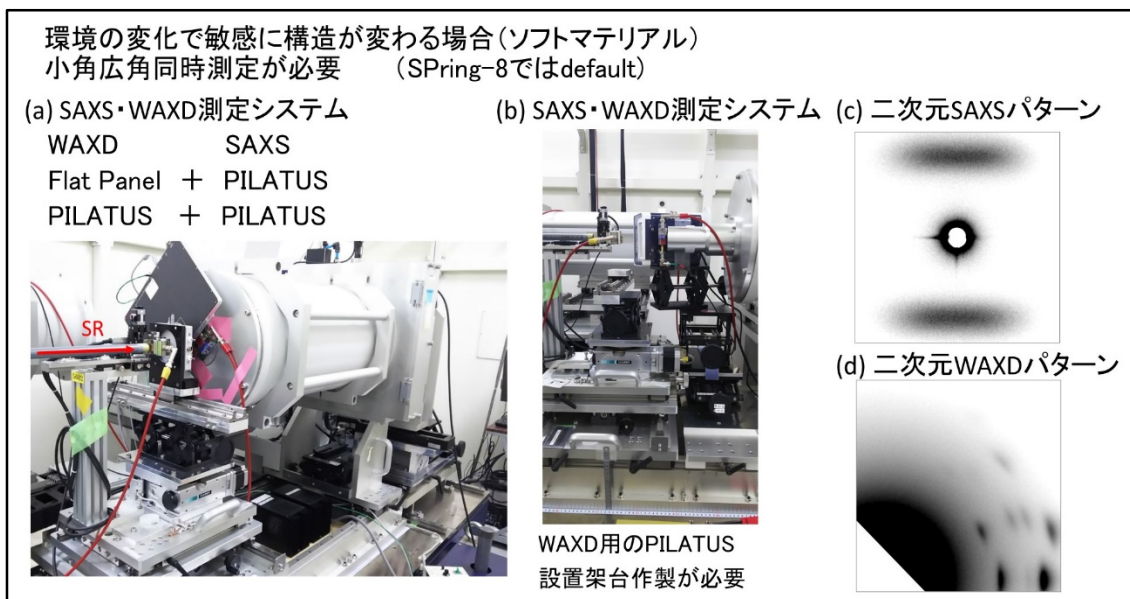 環境の変化で敏感に構造が変わる場合(ソフトマテリアル)
小角広角同時測定が必要　　(SPring-8ではdefault)
(a) SAXS・WAXD測定システム
WAXD　　SAXS
Flat Panel ＋ PILATUS
PILATUS ＋ PILATUS
SR
(b) SAXS・WAXD測定システム
WAXD用のPILATUS
設置架台作製が必要
(c) 二次元SAXSパターン
(d) 二次元WAXDパターン